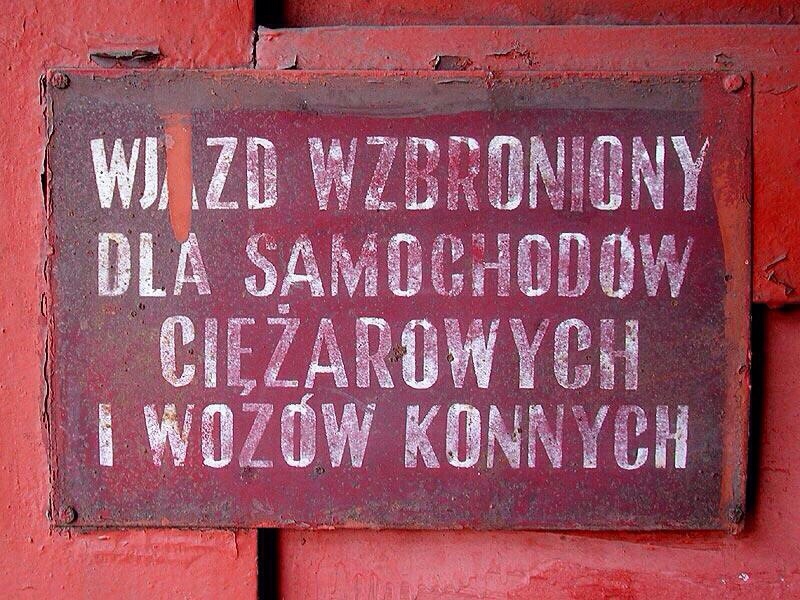 WJAZD WZBRONIONY
DLA SAMOCHODÓW
CIĘŻAROWYCH
I WOZÓW KONNYCH